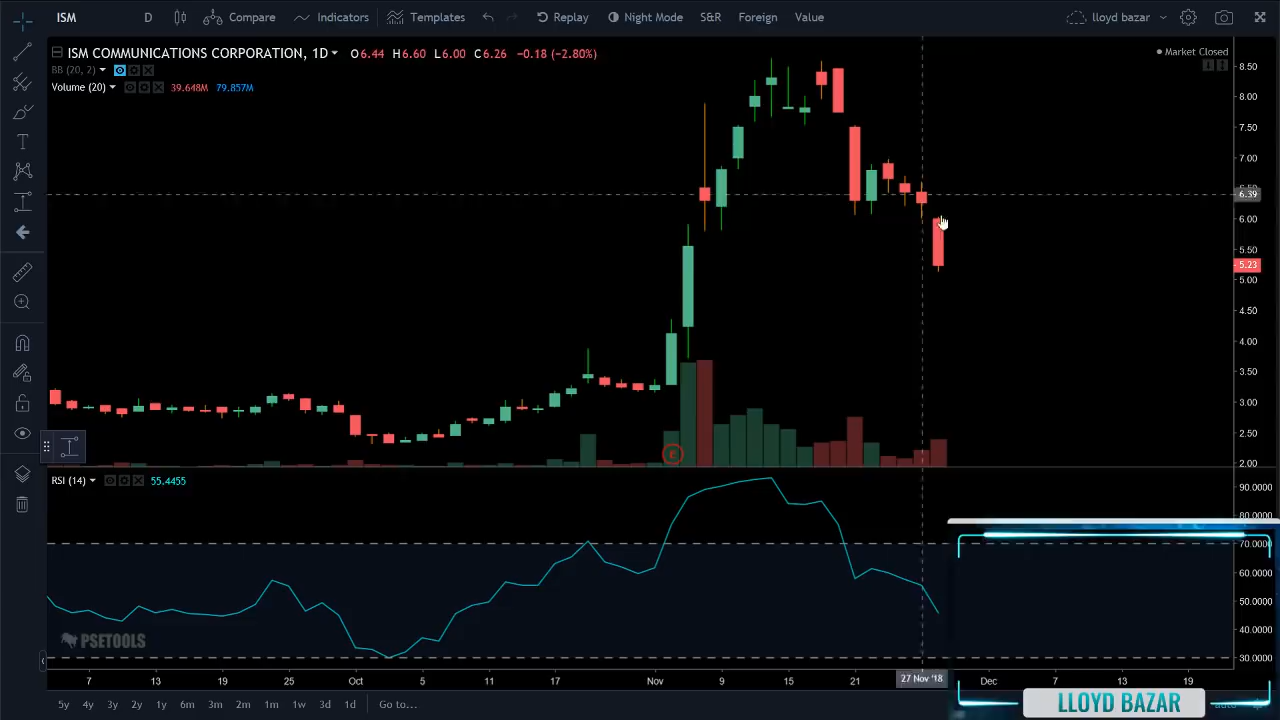 ISM D Compare Indicators Templates Replay Night Mode S&R Foreign Value lloyd bazar
ISM COMMUNICATIONS CORPORATION, 1D O6.44 H6.60 L6.00 C6.26 −0.18 (−2.80%) Market Closed
BB (20, 2)
Volume (20) 39.648M 79.857M
8.50
8.00
7.50
7.00
6.39
6.00
5.50
5.23
5.00
4.50
4.00
3.50
3.00
2.50
2.00
E
RSI (14) 55.4455
90.0000
80.0000
70.0000
60.0000
50.0000
40.0000
30.0000
PSETOOLS
7 13 19 25 Oct 5 11 17 Nov 9 15 21 27 Nov '18 Dec 7 13 19
5y 4y 3y 2y 1y 6m 3m 2m 1m 1w 3d 1d Go to... auto
LLOYD BAZAR